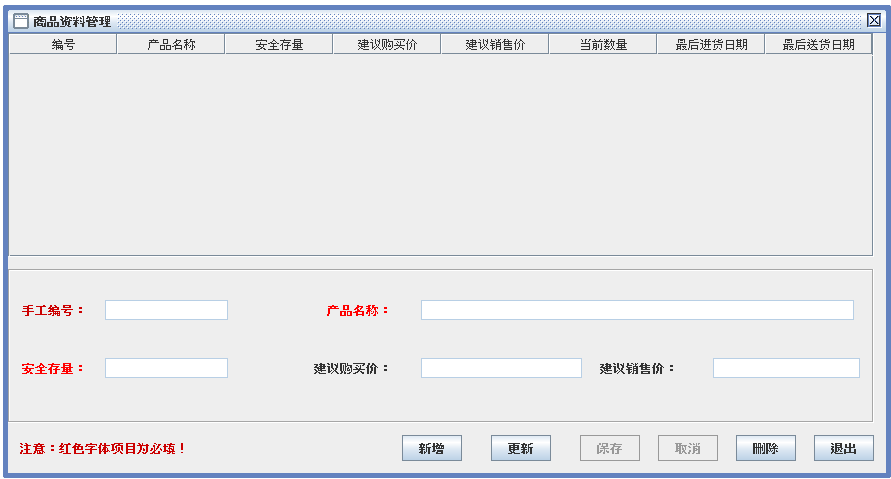 商品资料管理
编号 产品名称 安全存量 建议购买价 建议销售价 当前数量 最后进货日期 最后送货日期
手工编号： 产品名称：
安全存量： 建议购买价： 建议销售价：
注意：红色字体项目为必填！ 新增 更新 保存 取消 删除 退出